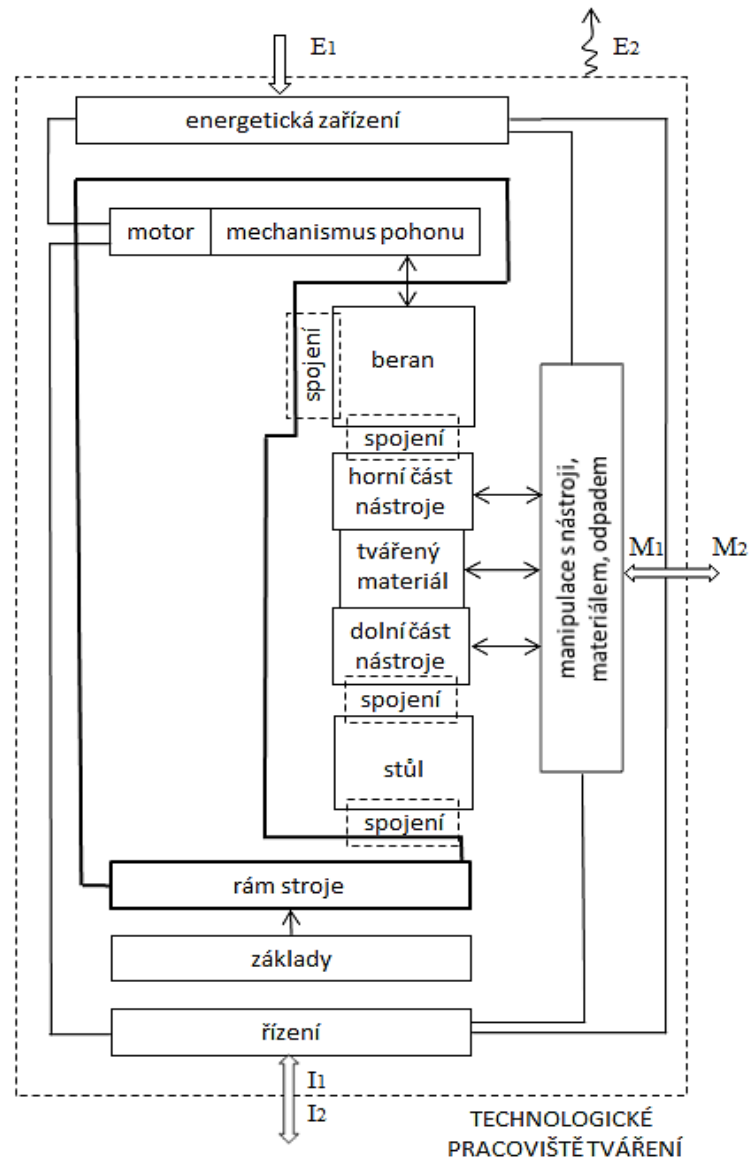 E1
E2
energetická zařízení
motor
mechanismus pohonu
spojení
beran
spojení
horní část
nástroje
tvářený
materiál
dolní část
nástroje
spojení
stůl
spojení
manipulace s nástroji,
materiálem, odpadem
M1
M2
rám stroje
základy
řízení
I1
I2
TECHNOLOGICKÉ
PRACOVIŠTĚ TVÁŘENÍ